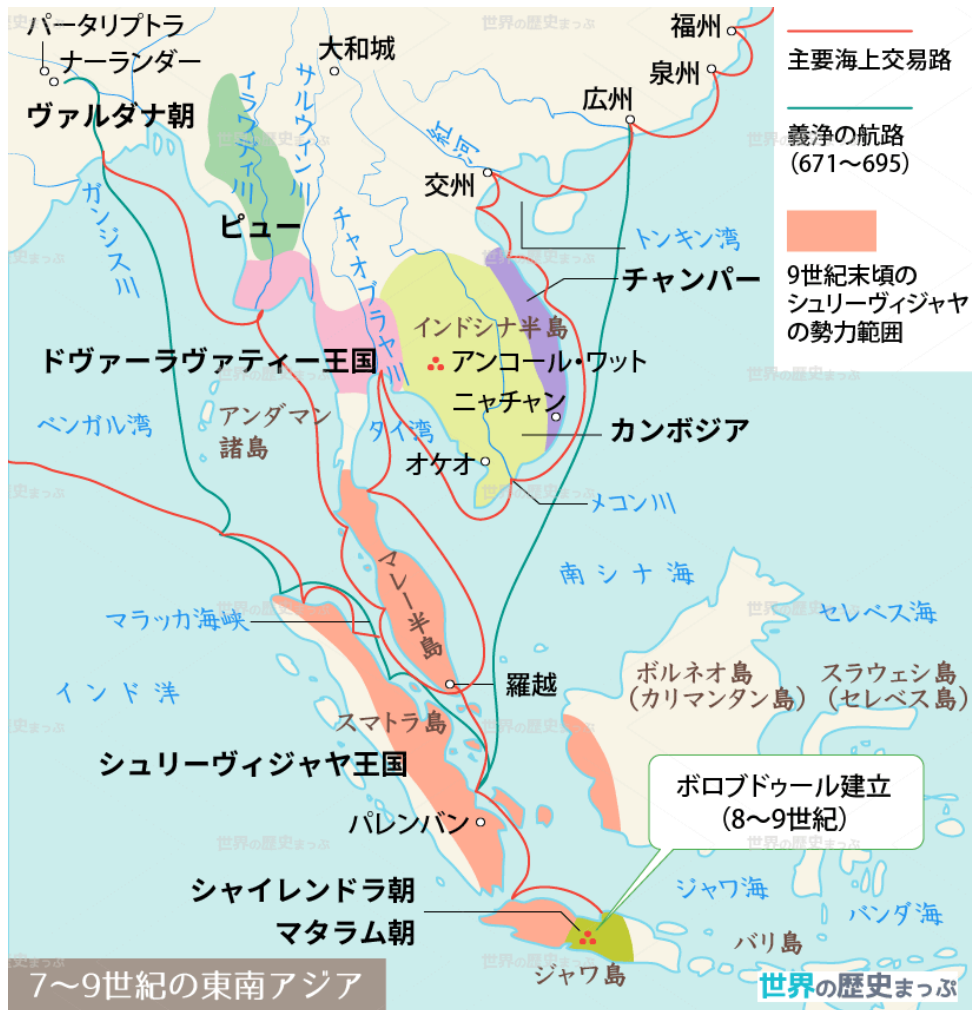 パータリプトラ
ナーランダー
ヴァルダナ朝
大和城
福州
泉州
広州
主要海上交易路
義浄の航路
(671〜695)
9世紀末頃の
シュリーヴィジャヤ
の勢力範囲
イラワディ川
サルウィン川
紅河
交州
ガンジス川
ピュー
チャオプラヤ川
トンキン湾
チャンパー
インドシナ半島
ドヴァーラヴァティー王国
アンコール・ワット
ニャチャン
ベンガル湾
アンダマン
諸島
タイ湾
カンボジア
オケオ
メコン川
マレー半島
南シナ海
マラッカ海峡
セレベス海
インド洋
羅越
ボルネオ島
(カリマンタン島)
スラウェシ島
(セレベス島)
スマトラ島
シュリーヴィジャヤ王国
ボロブドゥール建立
(8〜9世紀)
パレンバン
シャイレンドラ朝
マタラム朝
ジャワ海
バンダ海
バリ島
ジャワ島
7〜9世紀の東南アジア
世界の歴史まっぷ